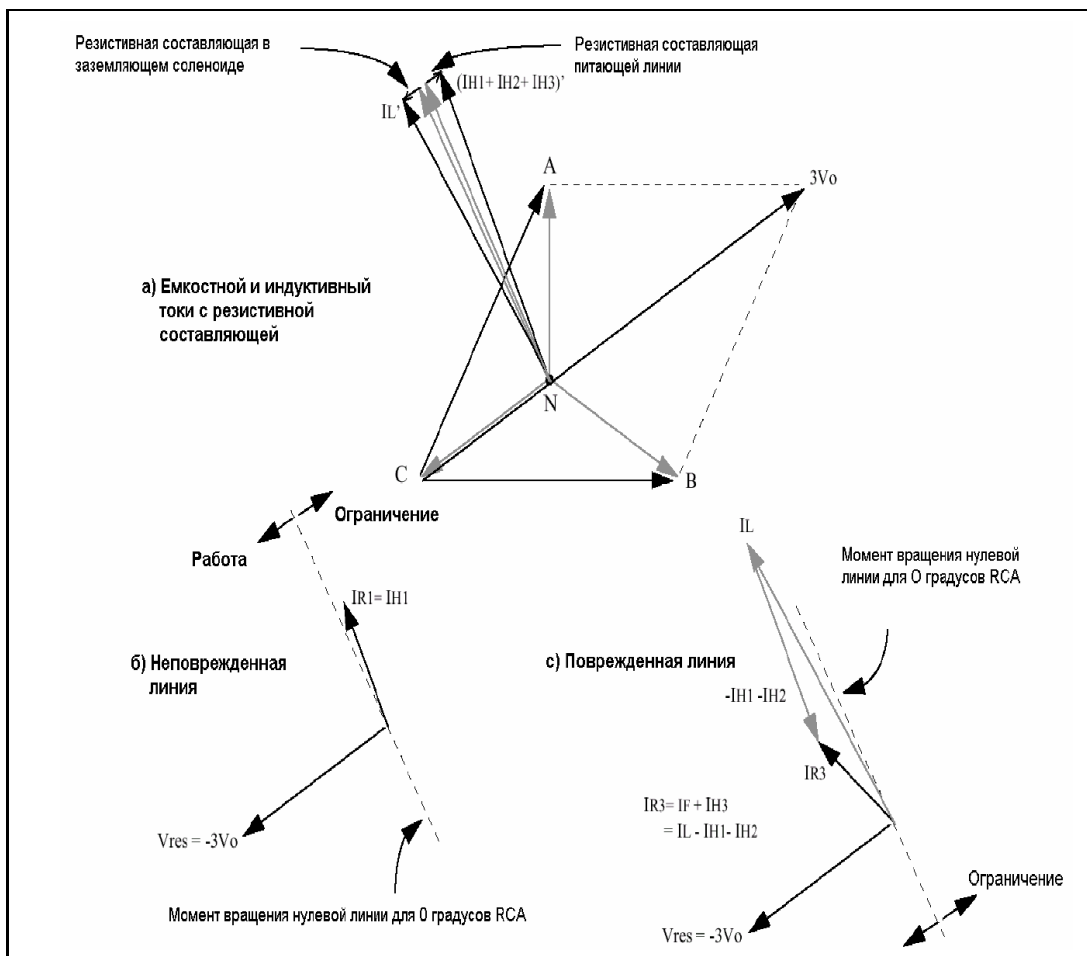 Резистивная составляющая в
заземляющем соленоиде
Резистивная составляющая
питающей линии
(IH1+ IH2+ IH3)'
IL'
A
3Vo
а) Емкостной и индуктивный
токи с резистивной
составляющей
N
C
B
Ограничение
Работа
IR1= IH1
б) Неповрежденная
линия
Vres = -3Vo
Момент вращения нулевой линии для 0 градусов RCA
IL
Момент вращения нулевой
линии для О градусов RCA
с) Поврежденная линия
-IH1 -IH2
IR3
IR3= IF + IH3
= IL - IH1- IH2
Ограничение
Vres = -3Vo